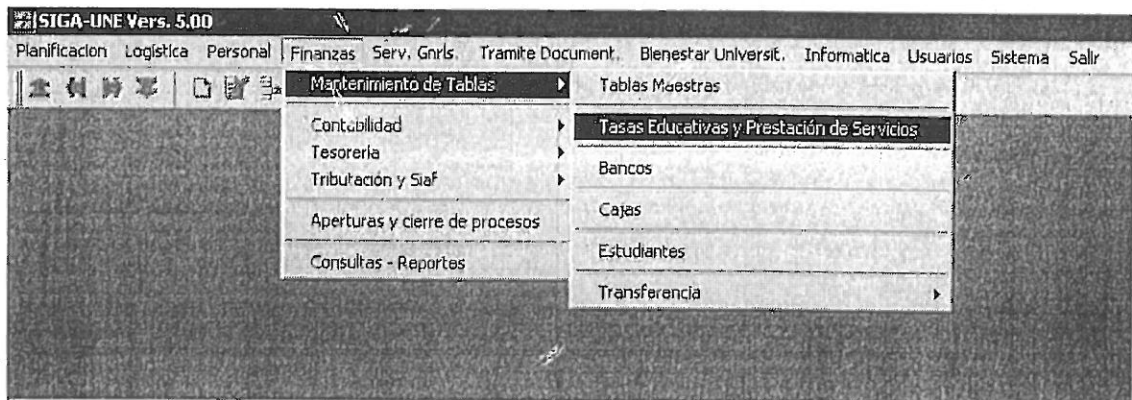 SIGA-UNE Vers. 5.00
Planificacion Logística Personal Finanzas Serv. Gnrls. Tramite Document. Bienestar Universit. Informatica Usuarios Sistema Salir
Mantenimiento de Tablas
Contabilidad
Tesorería
Tributación y Siaf
Aperturas y cierre de procesos
Consultas - Reportes
Tablas Maestras
Tasas Educativas y Prestación de Servicios
Bancos
Cajas
Estudiantes
Transferencia